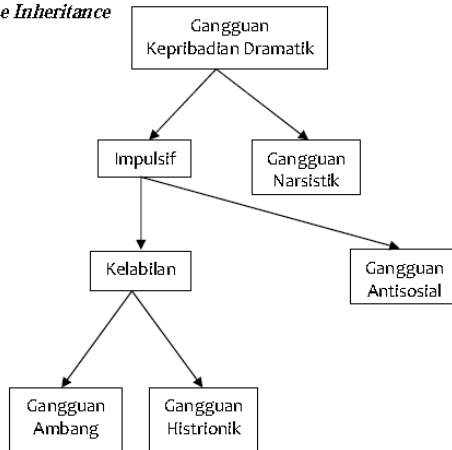 e Inheritance
Gangguan
Kepribadian Dramatik
Impulsif
Gangguan
Narsistik
Kelabilan
Gangguan
Antisosial
Gangguan
Ambang
Gangguan
Histrionik